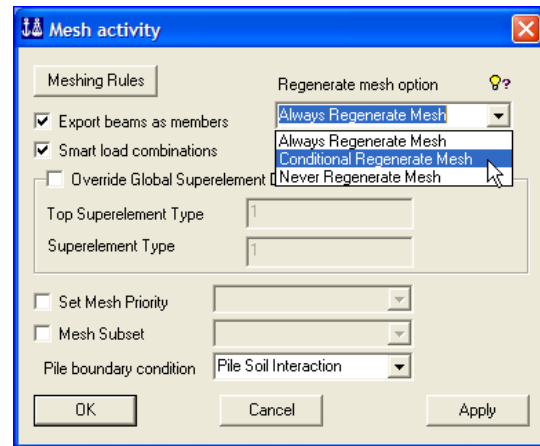 Mesh activity
Meshing Rules
Regenerate mesh option
?
Export beams as members
Always Regenerate Mesh
Smart load combinations
Always Regenerate Mesh
Conditional Regenerate Mesh
Never Regenerate Mesh
Override Global Superelement
Top Superelement Type
1
Superelement Type
1
Set Mesh Priority
Mesh Subset
Pile boundary condition
Pile Soil Interaction
OK
Cancel
Apply